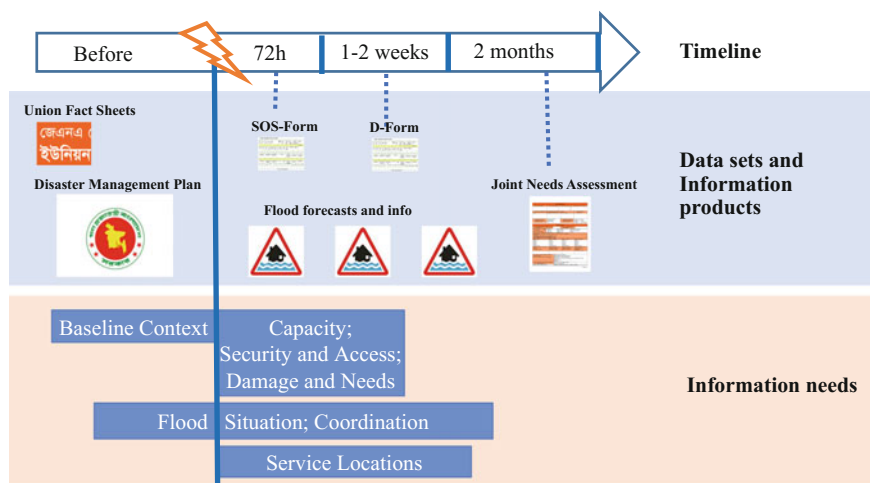 Before
72h
1-2 weeks
2 months
Timeline
Union Fact Sheets
জেএনএ
ইউনিয়ন
SOS-Form
D-Form
Disaster Management Plan
Joint Needs Assessment
Flood forecasts and info
Data sets and
Information
products
Baseline Context
Capacity;
Security and Access;
Damage and Needs
Flood Situation; Coordination
Service Locations
Information needs